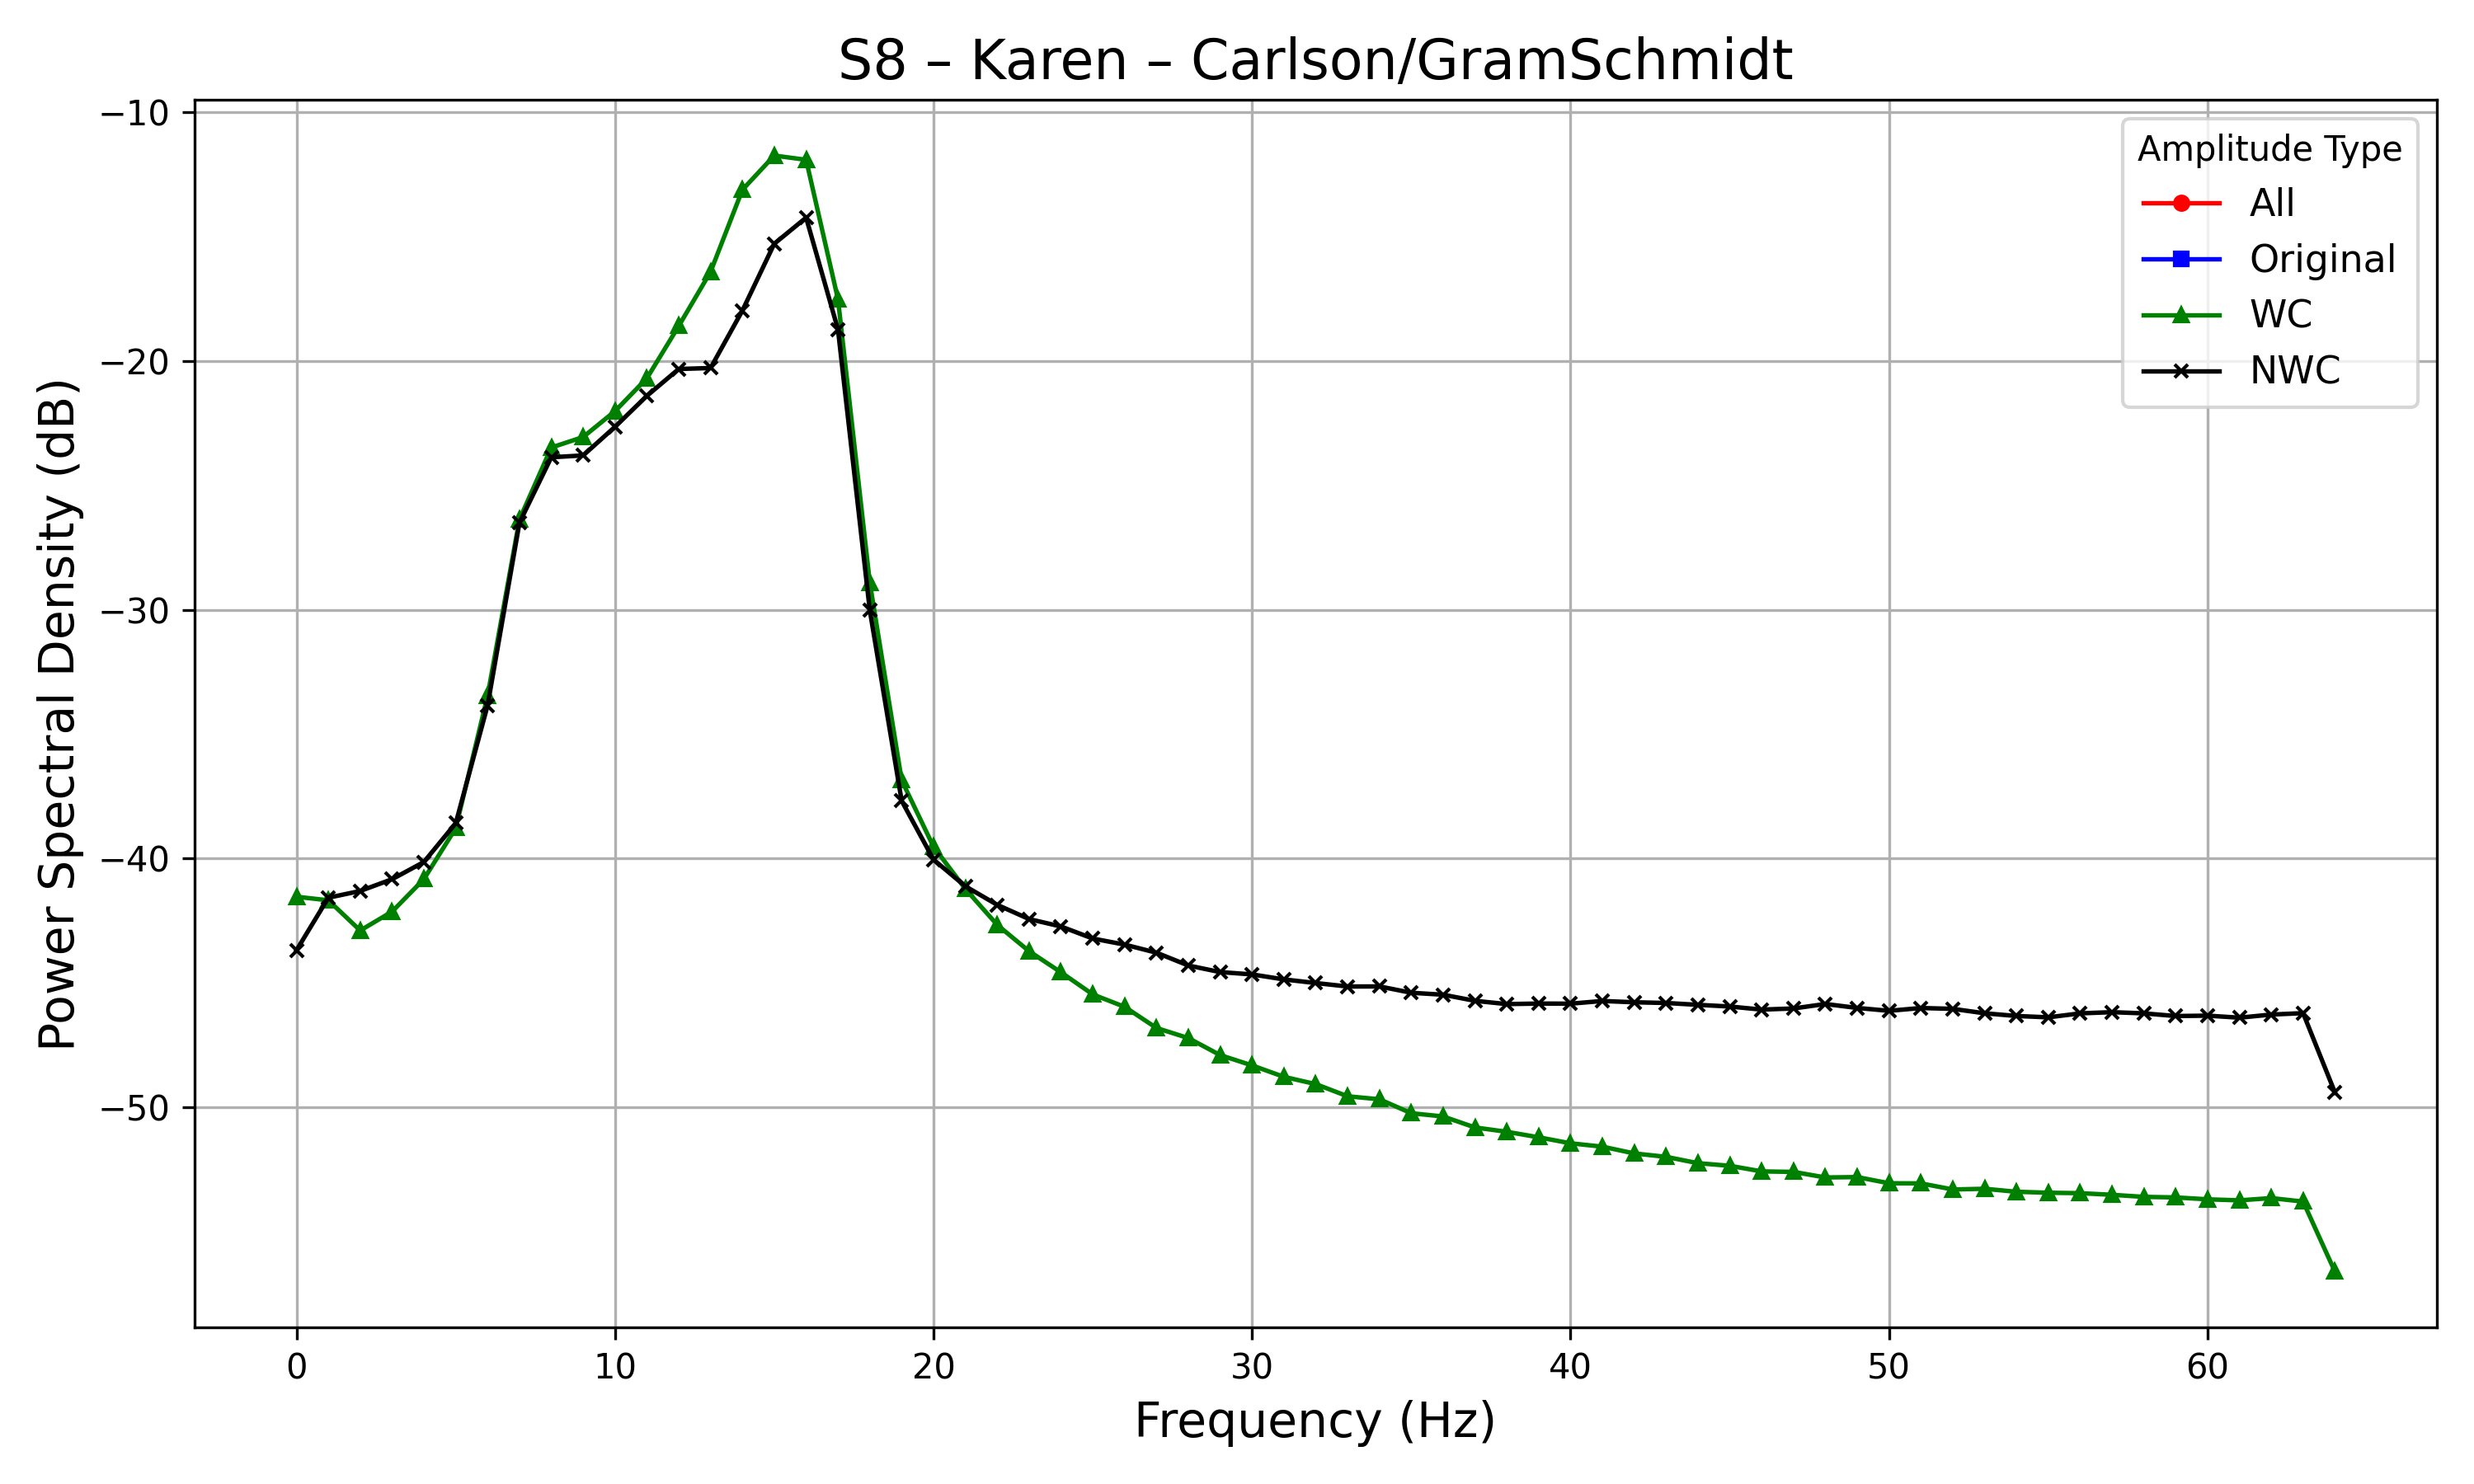 S8 – Karen – Carlson/GramSchmidt
Power Spectral Density (dB)
−10
−20
−30
−40
−50
Amplitude Type
All
Original
WC
NWC
0 10 20 30 40 50 60
Frequency (Hz)